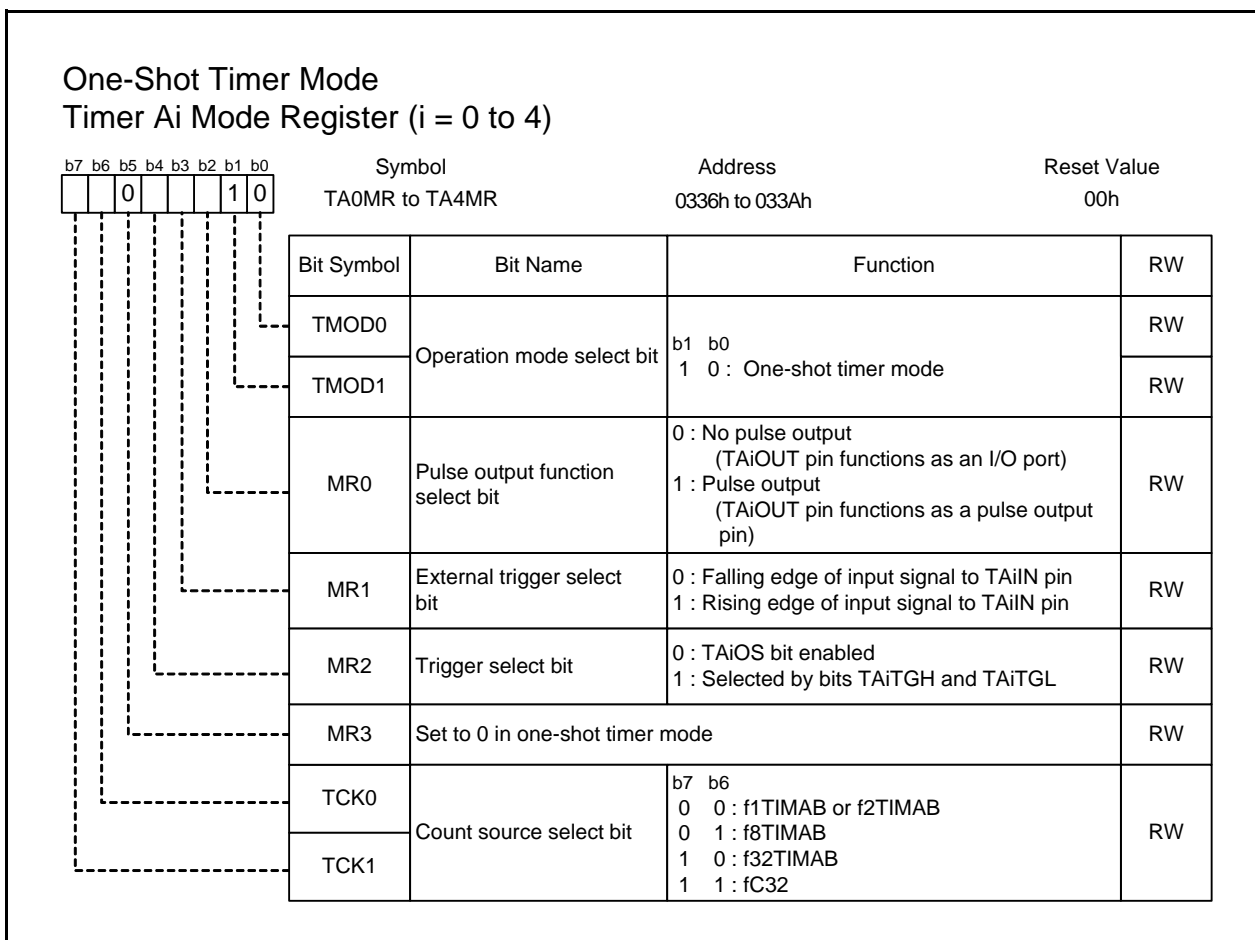 One-Shot Timer Mode
Timer Ai Mode Register (i = 0 to 4)
b7 b6 b5 b4 b3 b2 b1 b0
0 1 0
Symbol Address Reset Value
TA0MR to TA4MR 0336h to 033Ah 00h
Bit Symbol Bit Name Function RW
TMOD0 RW
Operation mode select bit
b1 b0
1 0 : One-shot timer mode
TMOD1 RW
MR0
Pulse output function
select bit
0 : No pulse output
(TAiOUT pin functions as an I/O port)
1 : Pulse output
(TAiOUT pin functions as a pulse output
pin)
RW
MR1
External trigger select
bit
0 : Falling edge of input signal to TAiIN pin
1 : Rising edge of input signal to TAiIN pin
RW
MR2
Trigger select bit
0 : TAiOS bit enabled
1 : Selected by bits TAiTGH and TAiTGL
RW
MR3 Set to 0 in one-shot timer mode RW
TCK0
TCK1
Count source select bit
b7 b6
0 0 : f1TIMAB or f2TIMAB
0 1 : f8TIMAB
1 0 : f32TIMAB
1 1 : fC32
RW